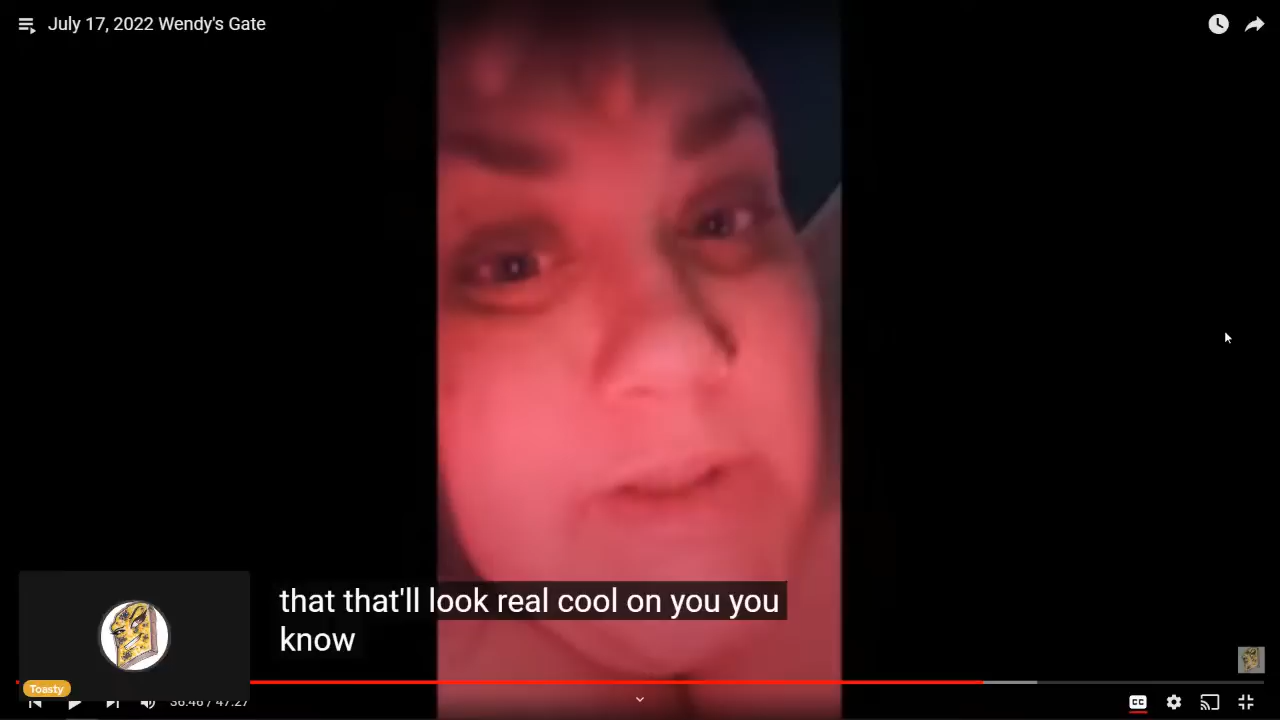 July 17, 2022 Wendy's Gate
that that'll look real cool on you you
know
Toasty
36:46 / 47:27
CC